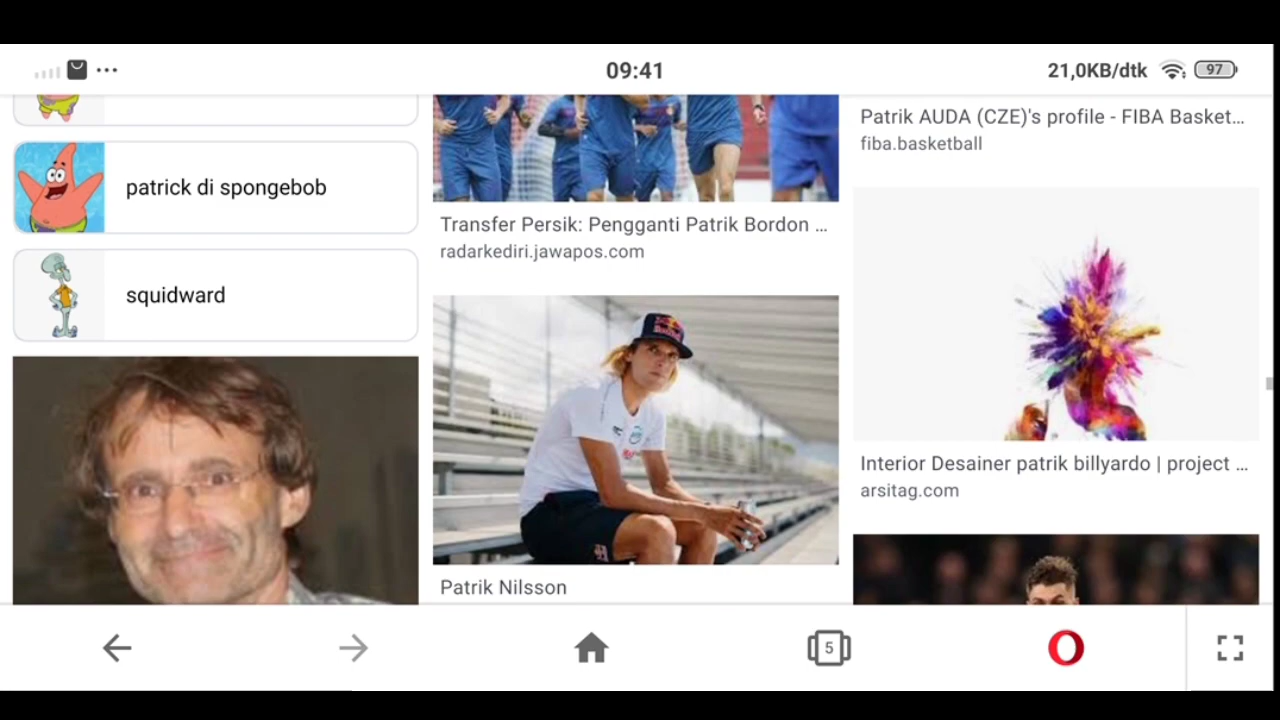 09:41
21,0KB/dtk
97
patrick di spongebob
squidward
Transfer Persik: Pengganti Patrik Bordon ...
radarkediri.jawapos.com
Patrik Nilsson
Patrik AUDA (CZE)'s profile - FIBA Basket...
fiba.basketball
Interior Desainer patrik billyardo | project ...
arsitag.com
5